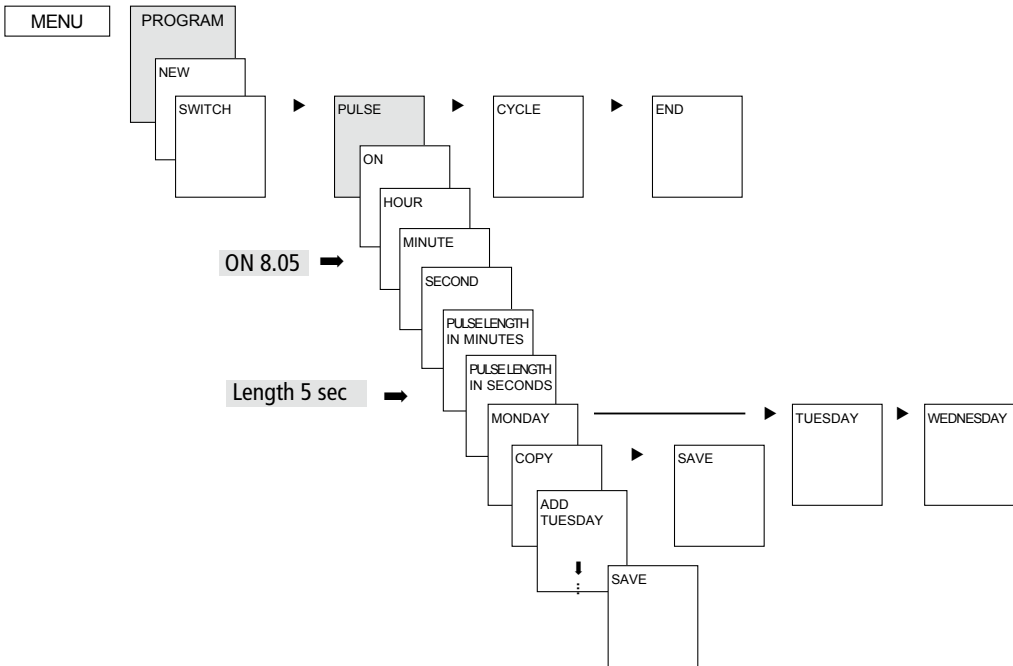 MENU
PROGRAM
NEW
SWITCH
PULSE
CYCLE
END
ON
HOUR
MINUTE
ON 8.05
SECOND
PULSE LENGTH
IN MINUTES
PULSE LENGTH
IN SECONDS
Length 5 sec
MONDAY
TUESDAY
WEDNESDAY
COPY
SAVE
ADD
TUESDAY
SAVE